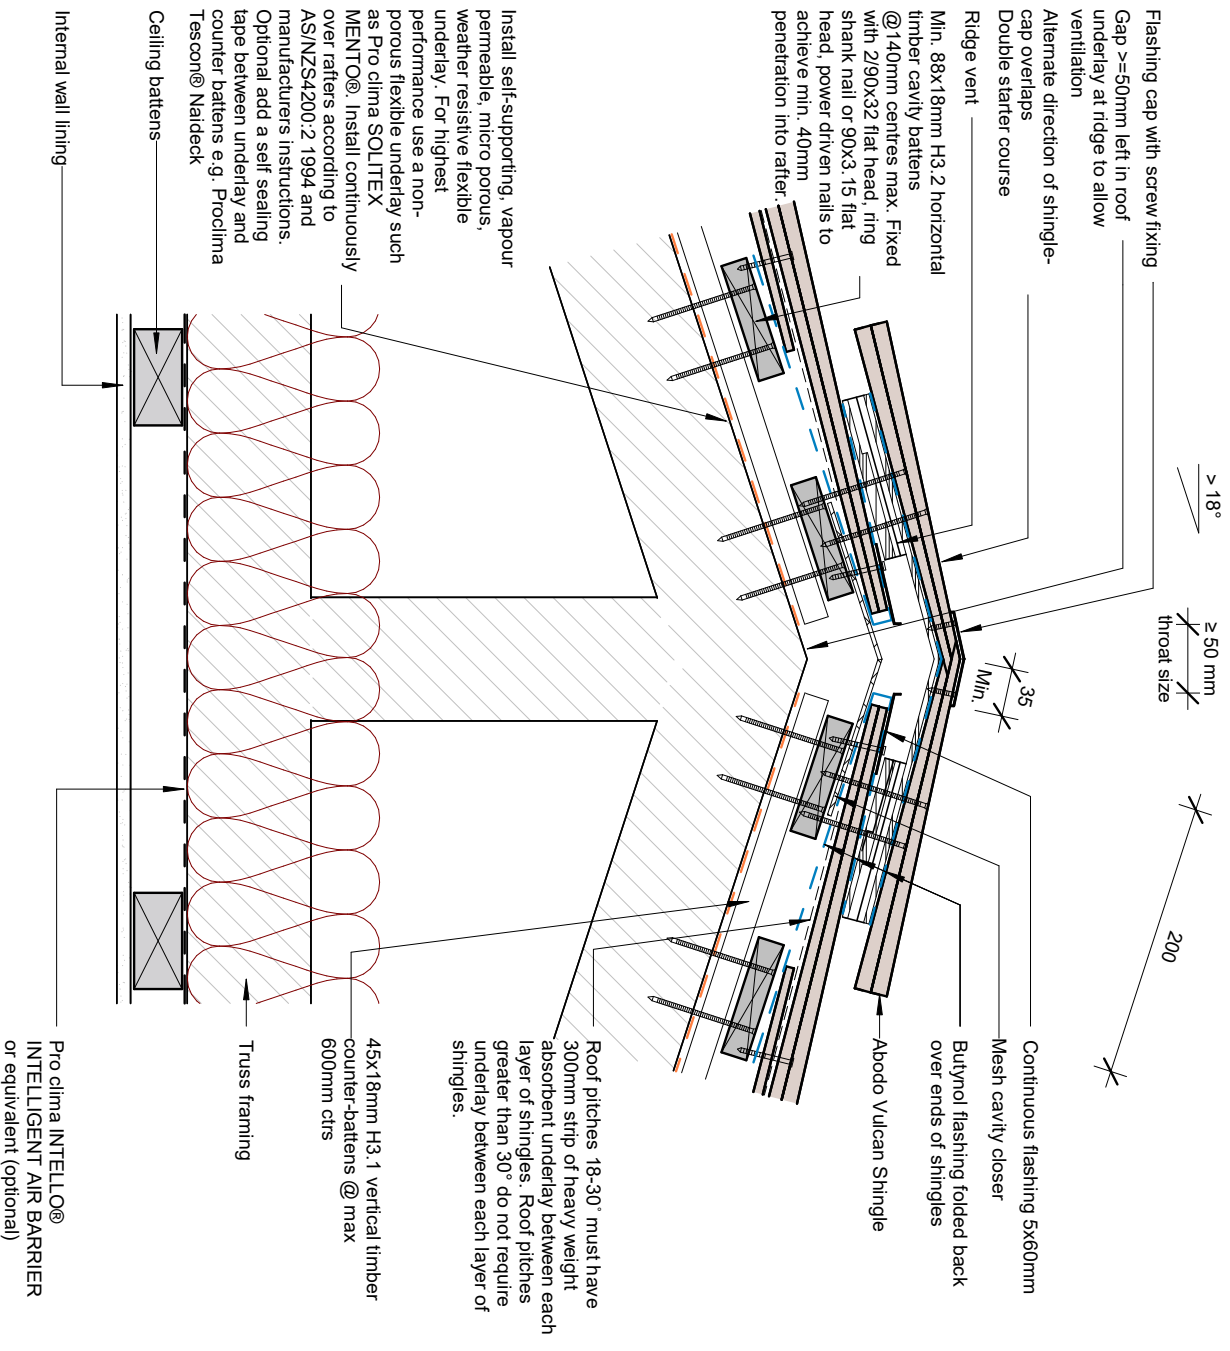 Flashing cap with screw fixing
Gap >=50mm left in roof
underlay at ridge to allow
ventilation
Alternate direction of shingle-
cap overlaps
Double starter course
Ridge vent
Min. 88x18mm H3.2 horizontal
timber cavity battens
@140mm centres max. Fixed
with 2/90x32 flat head, ring
shank nail or 90x3.15 flat
head, power driven nails to
achieve min. 40mm
penetration into rafter.
Install self-supporting, vapour
permeable, micro porous,
weather resistive flexible
underlay. For highest
performance use a non-
porous flexible underlay such
as Pro clima SOLITEX
MENTO®. Install continuously
over rafters according to
AS/NZS4200:2 1994 and
manufacturers instructions.
Optional add a self sealing
tape between underlay and
counter battens e.g. Proclima
Tescon® Naideck
Ceiling battens
Internal wall lining
> 18°
≥ 50 mm
throat size
35
Min.
200
Continuous flashing 5x60mm
Mesh cavity closer
Butynol flashing folded back
over ends of shingles
Abodo Vulcan Shingle
Roof pitches 18-30° must have
300mm strip of heavy weight
absorbent underlay between each
layer of shingles. Roof pitches
greater than 30° do not require
underlay between each layer of
shingles.
45x18mm H3.1 vertical timber
counter-battens @ max
600mm ctrs
Truss framing
Pro clima INTELLO®
INTELLIGENT AIR BARRIER
or equivalent (optional)